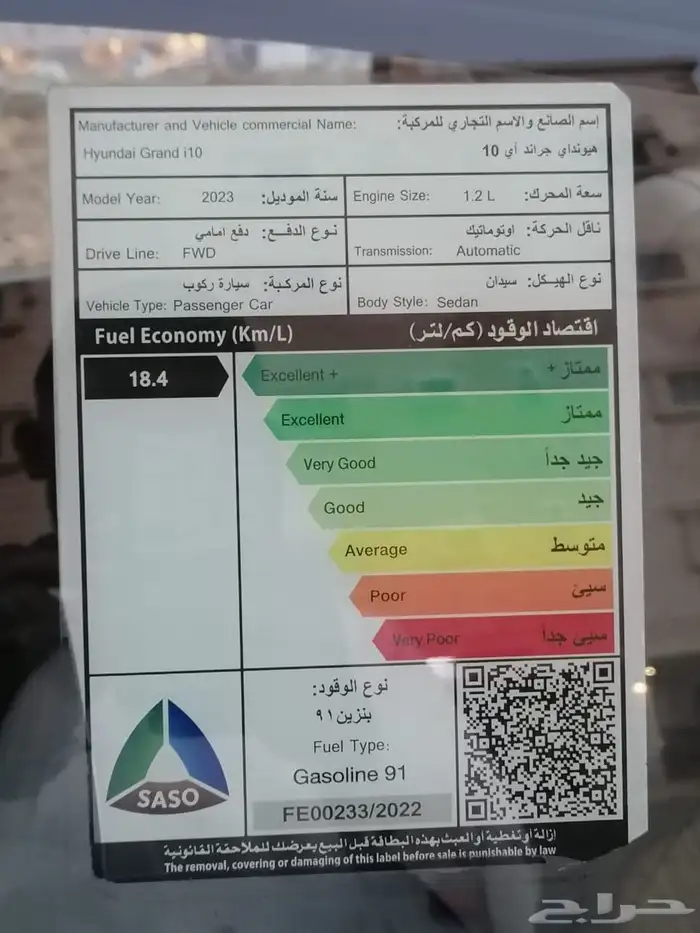 Manufacturer and Vehicle commercial Name: إسم الصانع والاسم التجاري للمركبة:
Hyundai Grand i10 هيونداي جراند أي 10
Model Year: 2023 سنة الموديل:
Engine Size: 1.2 L سعة المحرك:
نوع الدفع: دفع امامي
Drive Line: FWD
ناقل الحركة: اوتوماتيك
Transmission: Automatic
نوع المركبة: سيارة ركوب
Vehicle Type: Passenger Car
نوع الهيكل: سيدان
Body Style: Sedan
Fuel Economy (Km/L) اقتصاد الوقود (كم/لتر)
18.4
Excellent + ممتاز +
Excellent ممتاز
Very Good جيد جداً
Good جيد
Average متوسط
Poor سيئ
Very Poor سيئ جداً
SASO
نوع الوقود:
بنزين ٩١
Fuel Type:
Gasoline 91
FE00233/2022
إزالة أو تغطية أو العبث بهذه البطاقة قبل البيع يعرضك للملاحقة القانونية
The removal, covering or damaging of this label before sale is punishable by law
حراج